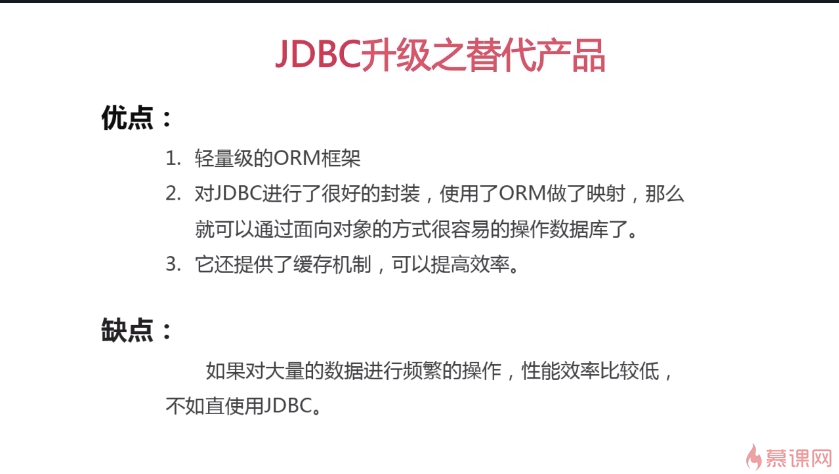 JDBC升级之替代产品
优点：
1. 轻量级的ORM框架
2. 对JDBC进行了很好的封装，使用了ORM做了映射，那么
就可以通过面向对象的方式很容易的操作数据库了。
3. 它还提供了缓存机制，可以提高效率。
缺点：
如果对大量的数据进行频繁的操作，性能效率比较低，
不如直使用JDBC。
慕课网